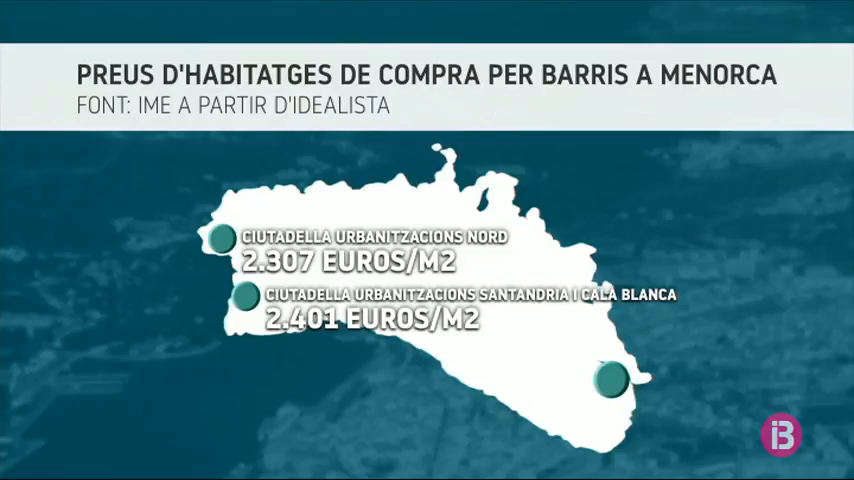 PREUS D'HABITATGES DE COMPRA PER BARRIS A MENORCA
FONT: IME A PARTIR D'IDEALISTA
CIUTADELLA URBANITZACIONS NORD
2.307 EUROS/M2
CIUTADELLA URBANITZACIONS SANTANDRIA I CALA BLANCA
2.401 EUROS/M2
iB